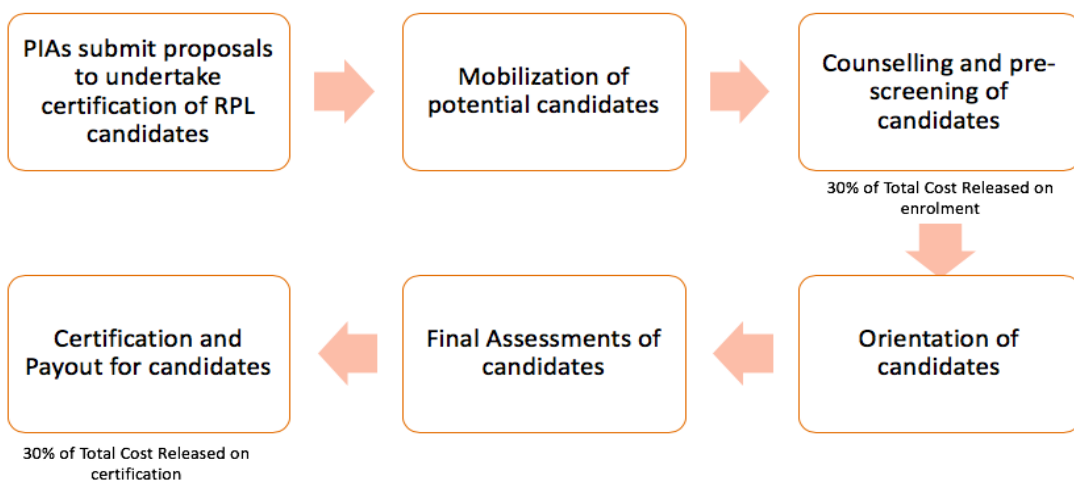 PIAs submit proposals
to undertake
certification of RPL
candidates
Mobilization of
potential candidates
Counselling and pre-
screening of
candidates
30% of Total Cost Released on
enrolment
Orientation of
candidates
Final Assessments of
candidates
Certification and
Payout for candidates
30% of Total Cost Released on
certification